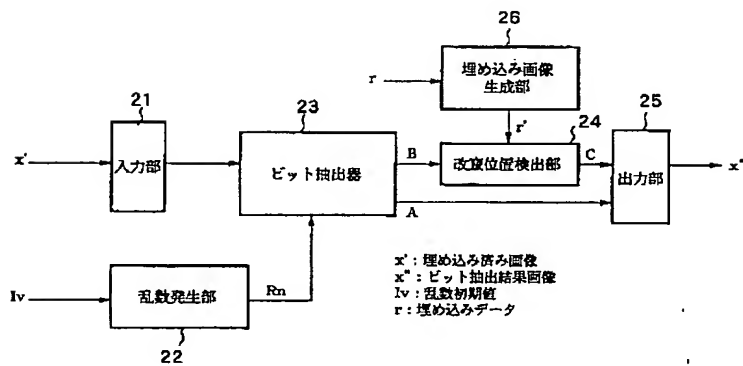 26
r
埋め込み画像
生成部
21
23
r'
24
25
x'
入力部
ビット抽出器
B
改竄位置検出部
C
出力部
x"
A
Iv
乱数発生部
Rn
22
x':埋め込み済み画像
x":ビット抽出結果画像
Iv:乱数初期値
r:埋め込みデータ